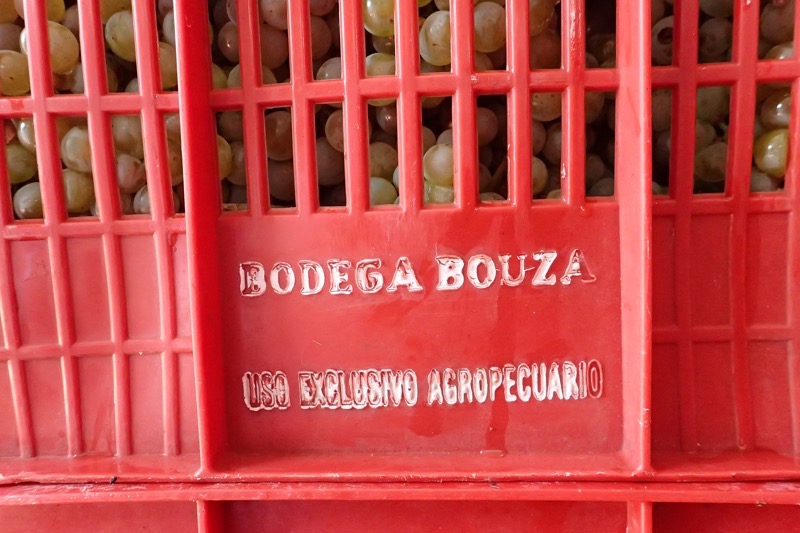 BODEGA BOUZA
USO EXCLUSIVO AGROPECUARIO